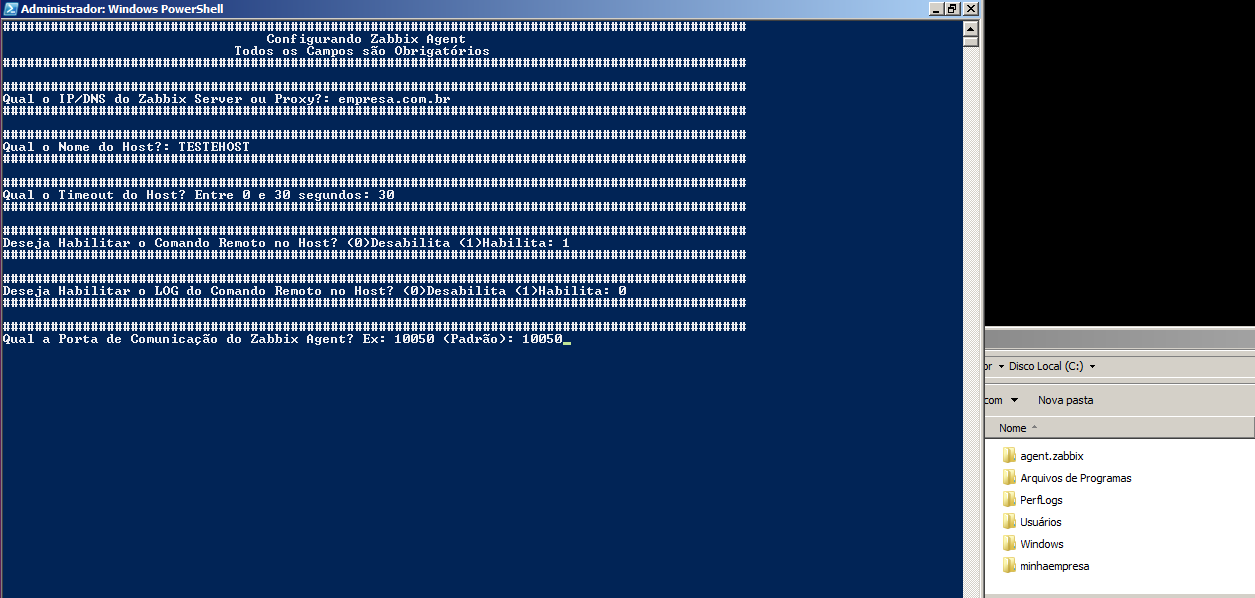 Administrador: Windows PowerShell
#############################################################################################
Configurando Zabbix Agent
Todos os Campos são Obrigatórios
#############################################################################################
#############################################################################################
Qual o IP/DNS do Zabbix Server ou Proxy?: empresa.com.br
#############################################################################################
#############################################################################################
Qual o Nome do Host?: TESTEHOST
#############################################################################################
#############################################################################################
Qual o Timeout do Host? Entre 0 e 30 segundos: 30
#############################################################################################
#############################################################################################
Deseja Habilitar o Comando Remoto no Host? (0)Desabilita (1)Habilita: 1
#############################################################################################
#############################################################################################
Deseja Habilitar o LOG do Comando Remoto no Host? (0)Desabilita (1)Habilita: 0
#############################################################################################
#############################################################################################
Qual a Porta de Comunicação do Zabbix Agent? Ex: 10050 (Padrão): 10050_
or Disco Local (C:)
com Nova pasta
Nome
agent.zabbix
Arquivos de Programas
PerfLogs
Usuários
Windows
minhaempresa